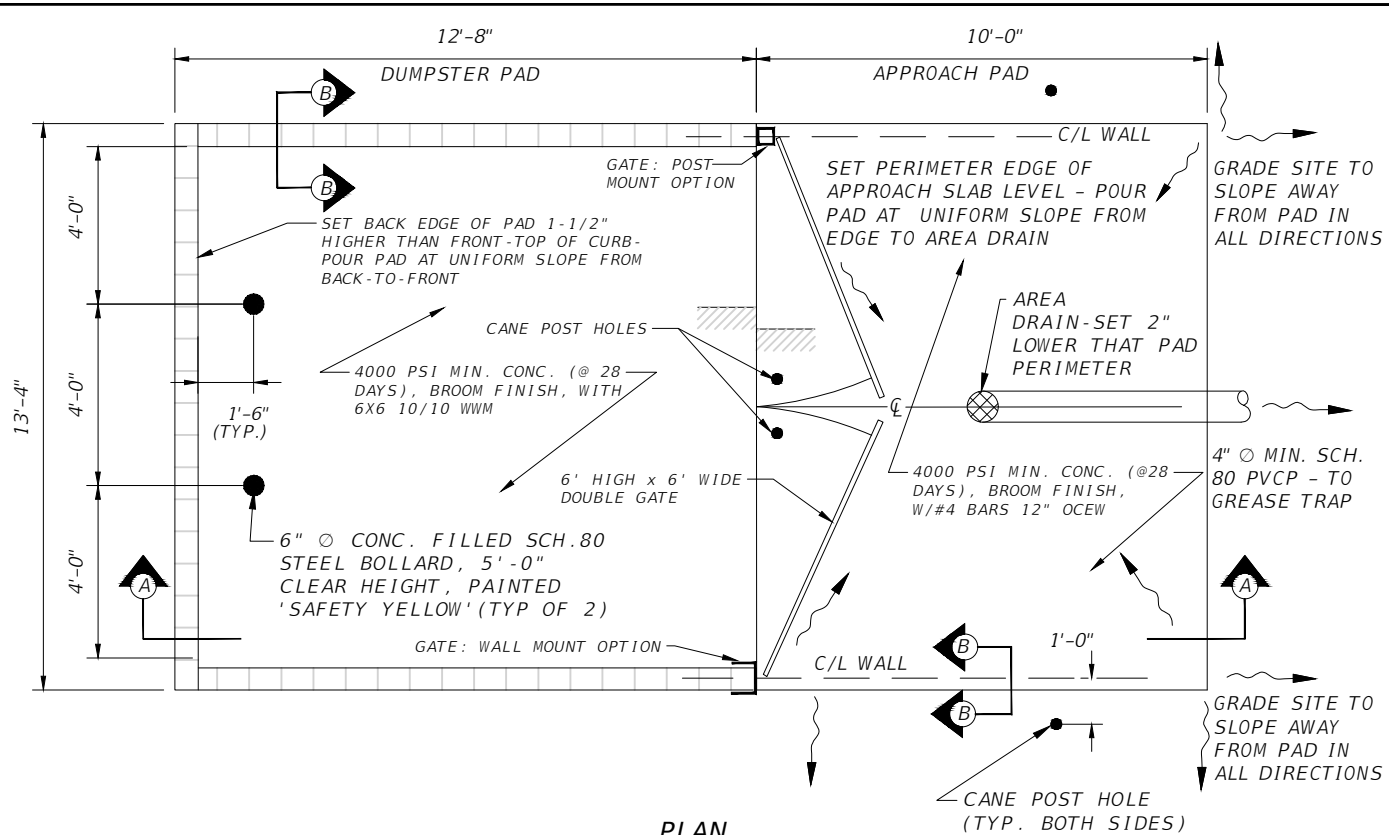 12'-8"
10'-0"
DUMPSTER PAD
APPROACH PAD
B
B
C/L WALL
GATE: POST
MOUNT OPTION
SET PERIMETER EDGE OF
APPROACH SLAB LEVEL - POUR
PAD AT UNIFORM SLOPE FROM
EDGE TO AREA DRAIN
GRADE SITE TO
SLOPE AWAY
FROM PAD IN
ALL DIRECTIONS
4'-0"
SET BACK EDGE OF PAD 1-1/2"
HIGHER THAN FRONT-TOP OF CURB-
POUR PAD AT UNIFORM SLOPE FROM
BACK-TO-FRONT
CANE POST HOLES
AREA
DRAIN-SET 2"
LOWER THAT PAD
PERIMETER
13'-4"
4'-0"
1'-6"
(TYP.)
4000 PSI MIN. CONC. (@ 28
DAYS), BROOM FINISH, WITH
6X6 10/10 WWM
℄
6' HIGH x 6' WIDE
DOUBLE GATE
4000 PSI MIN. CONC. (@28
DAYS), BROOM FINISH,
W/#4 BARS 12" OCEW
4" ∅ MIN. SCH.
80 PVCP - TO
GREASE TRAP
4'-0"
6" ∅ CONC. FILLED SCH.80
STEEL BOLLARD, 5'-0"
CLEAR HEIGHT, PAINTED
'SAFETY YELLOW' (TYP OF 2)
A
A
GATE: WALL MOUNT OPTION
C/L WALL
B
B
1'-0"
GRADE SITE TO
SLOPE AWAY
FROM PAD IN
ALL DIRECTIONS
CANE POST HOLE
(TYP. BOTH SIDES)
PLAN